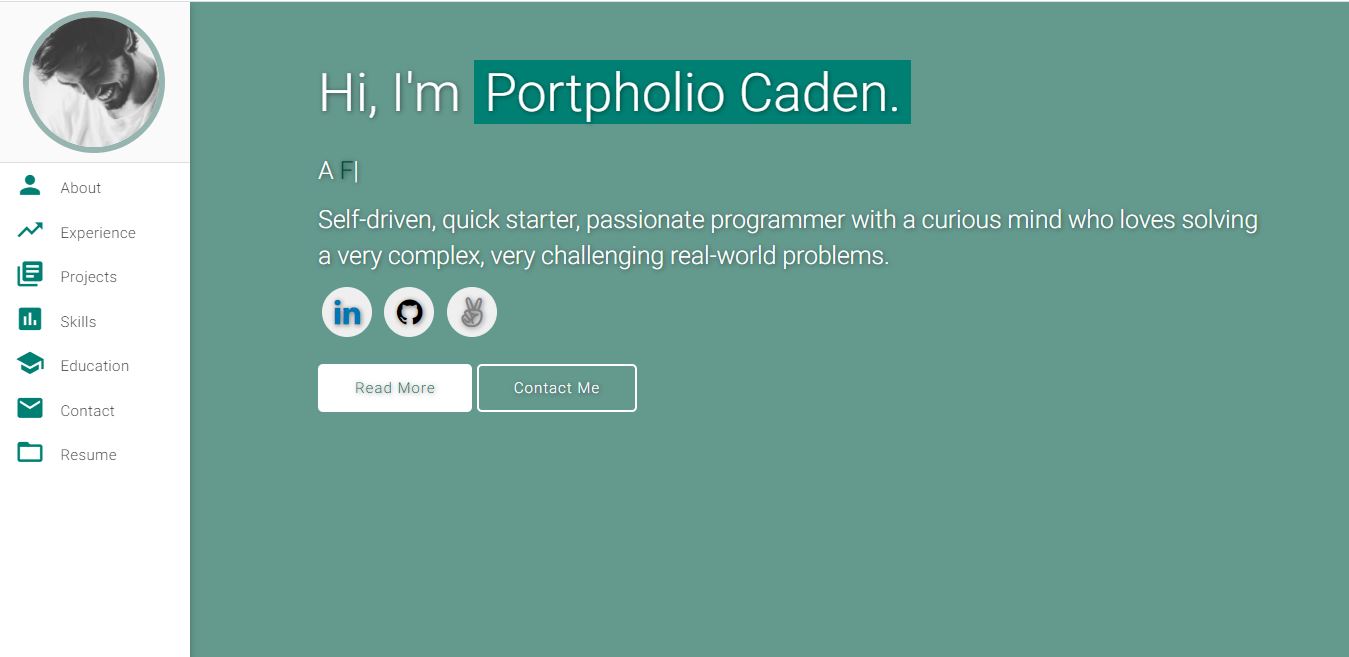 Hi, I'm Portpholio Caden.
A F|
Self-driven, quick starter, passionate programmer with a curious mind who loves solving
a very complex, very challenging real-world problems.
in
Read More
Contact Me
About
Experience
Projects
Skills
Education
Contact
Resume